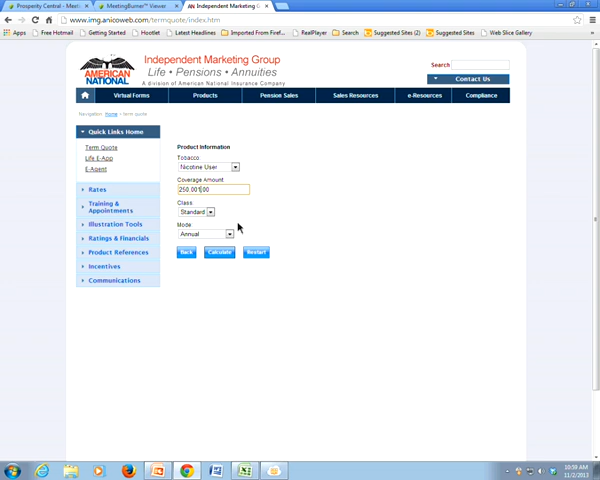 Prosperity Central - Meetin
MeetingBurner™ Viewer
Independent Marketing G
www.img.anicoweb.com/termquote/index.htm
Apps Free Hotmail Getting Started Hootlet Latest Headlines Imported From Firef... RealPlayer Suggested Sites (2) Suggested Sites Web Slice Gallery
AMERICAN NATIONAL
Independent Marketing Group
Life • Pensions • Annuities
A division of American National Insurance Company
Search
Contact Us
Virtual Forms Products Pension Sales Sales Resources e-Resources Compliance
Navigation: Home > term quote
Quick Links Home
Term Quote
Life E-App
E-Agent
Rates
Training &
Appointments
Illustration Tools
Ratings & Financials
Product References
Incentives
Communications
Product Information
Tobacco:
Nicotine User
Coverage Amount
250.001.00
Class:
Standard
Mode:
Annual
Back Calculate Restart
10:59 AM
11/2/2013